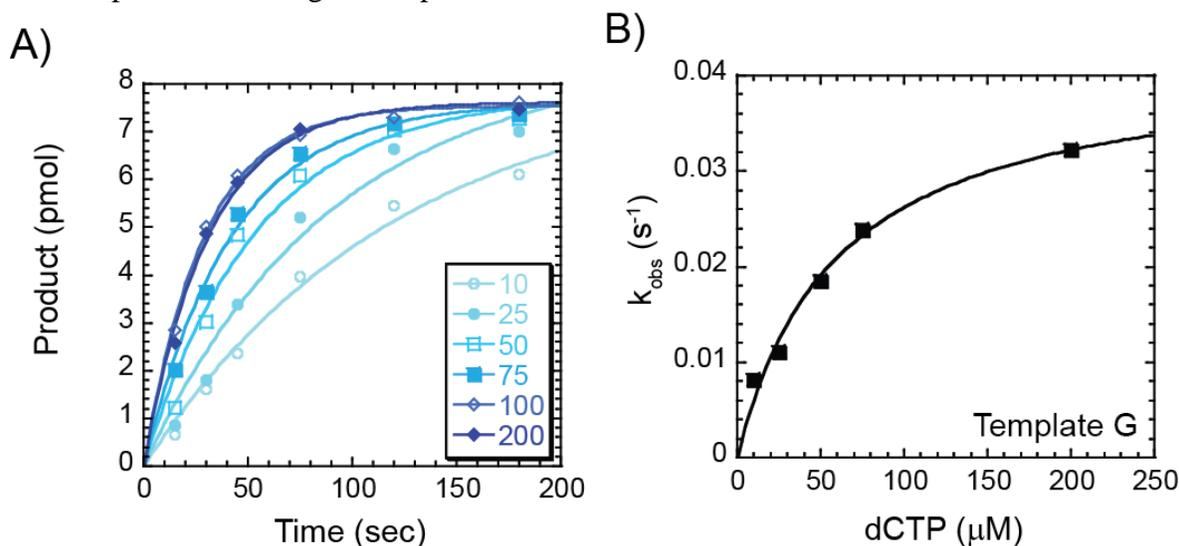 A)
8
7
6
5
4
3
2
1
0
Product (pmol)
10
25
50
75
100
200
0 50 100 150 200
Time (sec)
B)
0.04
0.03
0.02
0.01
0
kobs (s-1)
Template G
0 50 100 150 200 250
dCTP (μM)